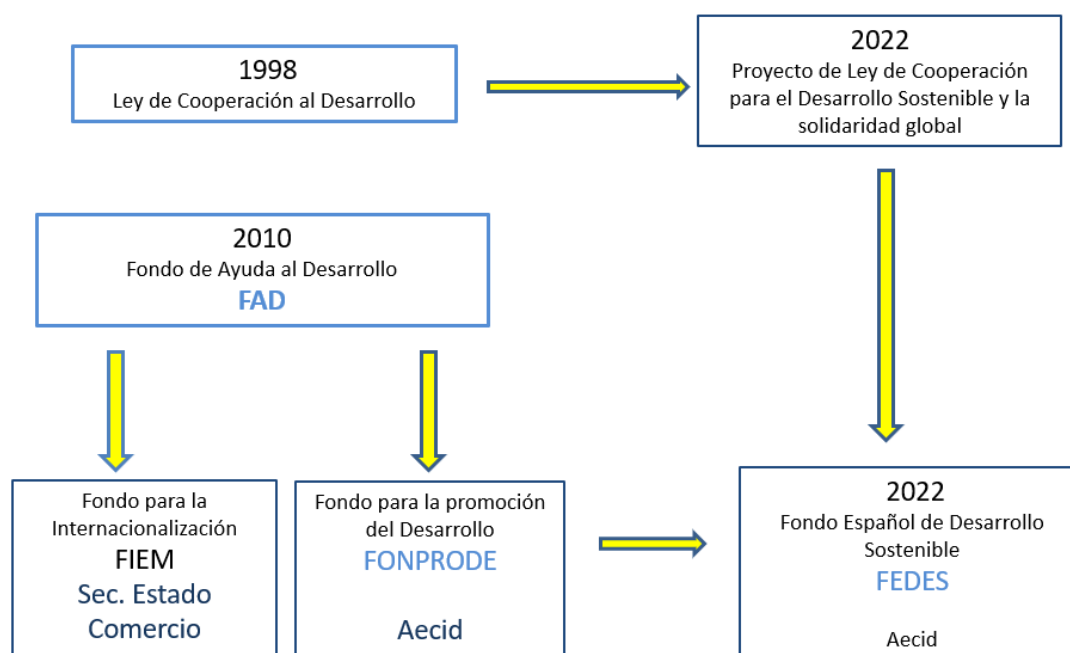 1998
Ley de Cooperación al Desarrollo
2022
Proyecto de Ley de Cooperación
para el Desarrollo Sostenible y la
solidaridad global
2010
Fondo de Ayuda al Desarrollo
FAD
Fondo para la
Internacionalización
FIEM
Sec. Estado
Comercio
Fondo para la promoción
del Desarrollo
FONPRODE
Aecid
2022
Fondo Español de Desarrollo
Sostenible
FEDES
Aecid